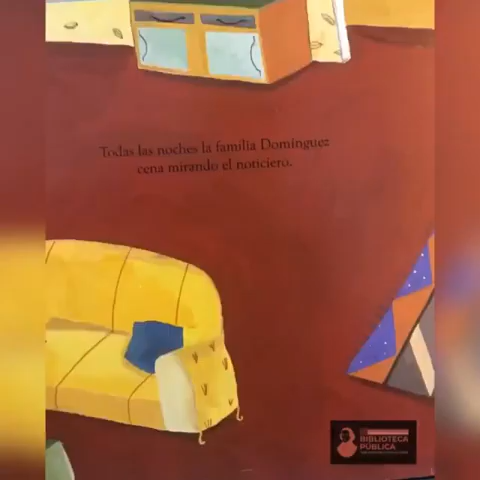 Todas las noches la familia Domínguez
cena mirando el noticiero.
BIBLIOTECA
PÚBLICA